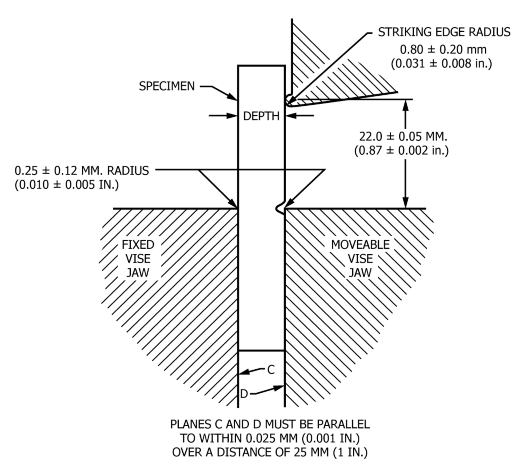 STRIKING EDGE RADIUS
0.80 ± 0.20 mm
(0.031 ± 0.008 in.)
SPECIMEN
DEPTH
22.0 ± 0.05 MM.
(0.87 ± 0.002 in.)
0.25 ± 0.12 MM. RADIUS
(0.010 ± 0.005 IN.)
FIXED
VISE
JAW
MOVEABLE
VISE
JAW
C
D
PLANES C AND D MUST BE PARALLEL
TO WITHIN 0.025 MM (0.001 IN.)
OVER A DISTANCE OF 25 MM (1 IN.)